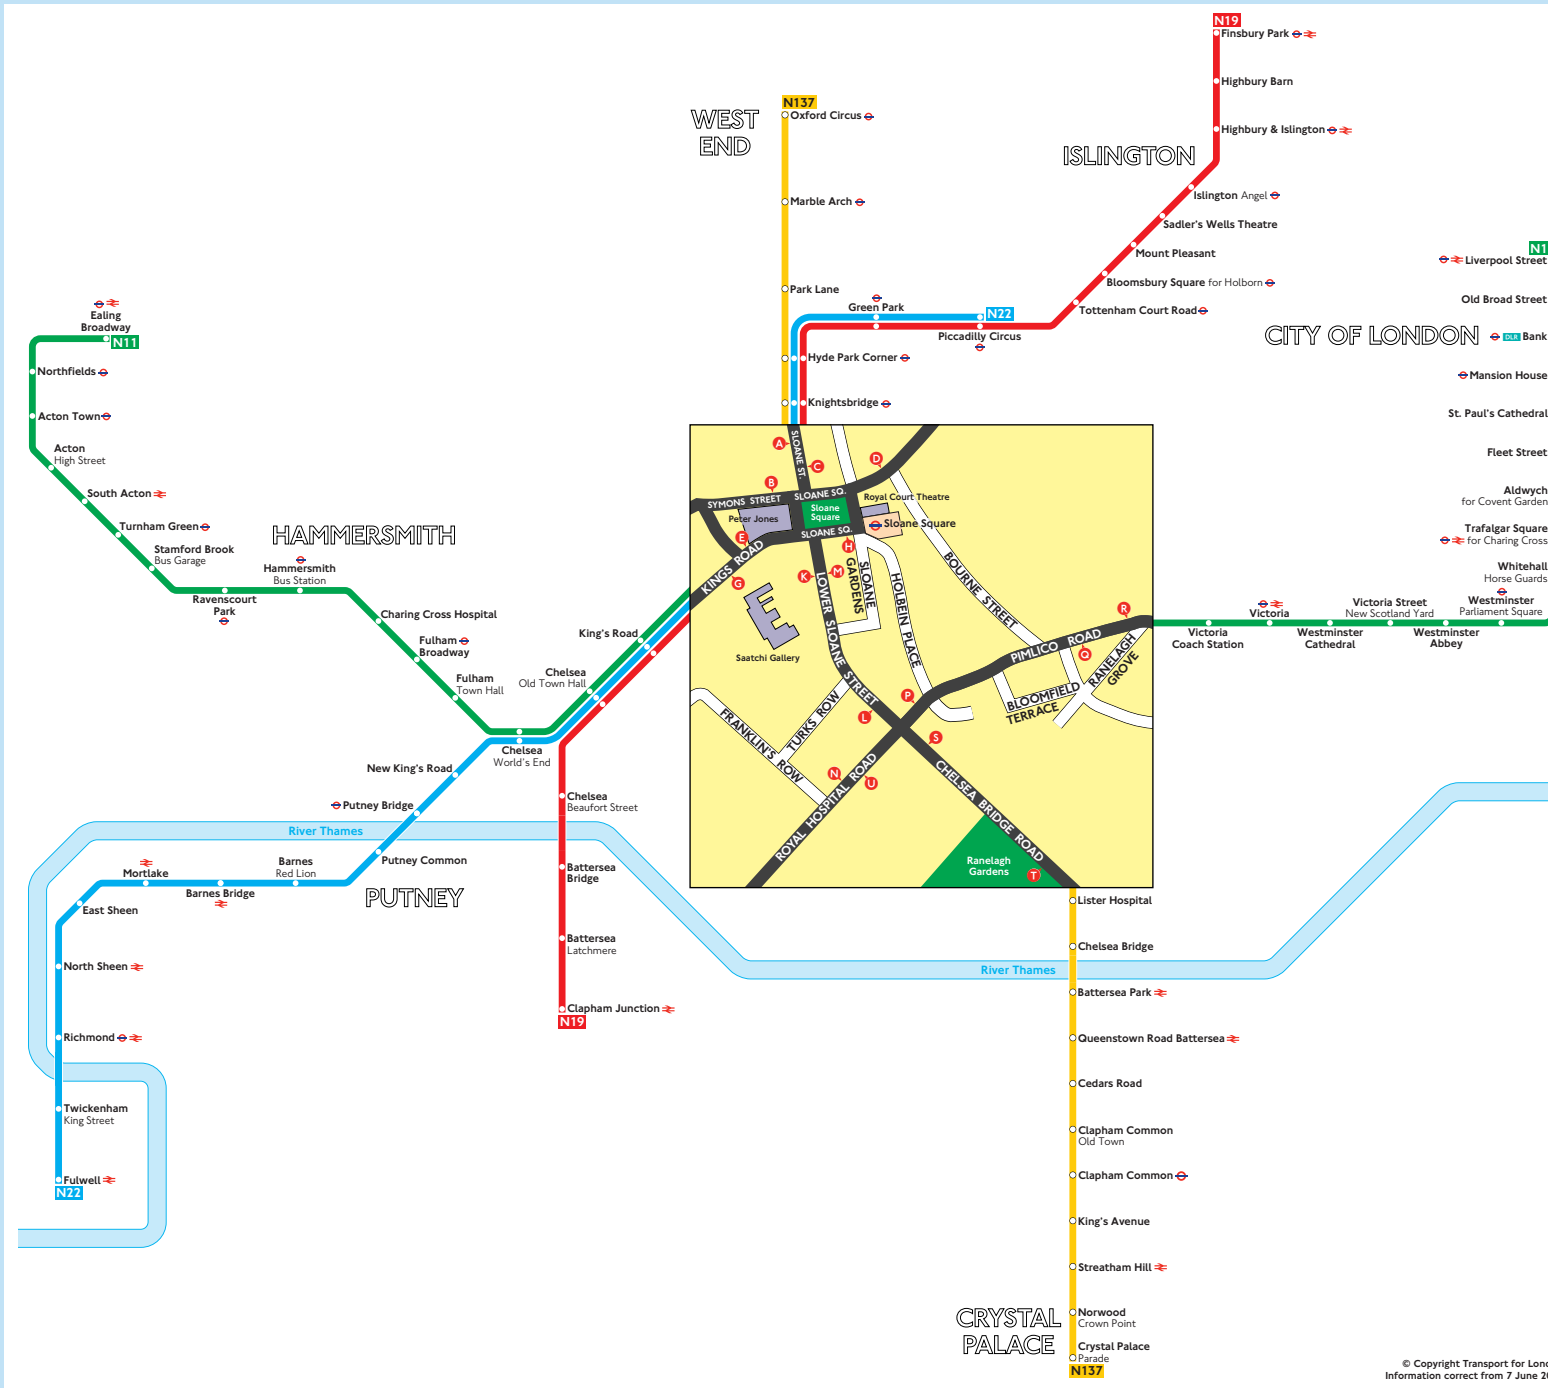 N19
Finsbury Park
Highbury Barn
Highbury & Islington
ISLINGTON
Islington Angel
Sadler's Wells Theatre
Mount Pleasant
Bloomsbury Square for Holborn
Tottenham Court Road
N137
Oxford Circus
WEST
END
Marble Arch
Park Lane
Green Park
N22
Piccadilly Circus
Hyde Park Corner
Knightsbridge
N1
Liverpool Street
Old Broad Street
CITY OF LONDON
DLR
Bank
Mansion House
St. Paul's Cathedral
Fleet Street
Aldwych
for Covent Garden
Trafalgar Square
for Charing Cross
Whitehall
Horse Guards
Westminster
Parliament Square
Westminster
Abbey
Victoria Street
New Scotland Yard
Westminster
Cathedral
Victoria
Victoria
Coach Station
Ealing
Broadway
N11
Northfields
Acton Town
Acton
High Street
South Acton
Turnham Green
Stamford Brook
Bus Garage
HAMMERSMITH
Ravenscourt
Park
Hammersmith
Bus Station
Charing Cross Hospital
Fulham
Broadway
Fulham
Town Hall
King's Road
Chelsea
Old Town Hall
Chelsea
World's End
New King's Road
Putney Bridge
River Thames
Putney Common
PUTNEY
Barnes
Red Lion
Barnes Bridge
Mortlake
East Sheen
North Sheen
Richmond
Twickenham
King Street
Fulwell
N22
Chelsea
Beaufort Street
Battersea
Bridge
Battersea
Latchmere
Clapham Junction
N19
SLOANE ST.
A
C
B
D
SYMONS STREET
SLOANE SQ.
Royal Court Theatre
Peter Jones
Sloane
Square
Sloane Square
SLOANE SQ.
E
H
KINGS ROAD
G
K
M
LOWER SLOANE STREET
SLOANE
GARDENS
HOLBEIN PLACE
BOURNE STREET
Saatchi Gallery
R
PIMLICO ROAD
Q
RANELAGH
GROVE
BLOOMFIELD
TERRACE
FRANKLIN'S ROW
TURKS ROW
P
L
S
N
U
ROYAL HOSPITAL ROAD
CHELSEA BRIDGE ROAD
Ranelagh
Gardens
T
Lister Hospital
Chelsea Bridge
River Thames
Battersea Park
Queenstown Road Battersea
Cedars Road
Clapham Common
Old Town
Clapham Common
King's Avenue
Streatham Hill
Norwood
Crown Point
CRYSTAL
PALACE
Crystal Palace
Parade
N137
© Copyright Transport for Lon
Information correct from 7 June 2